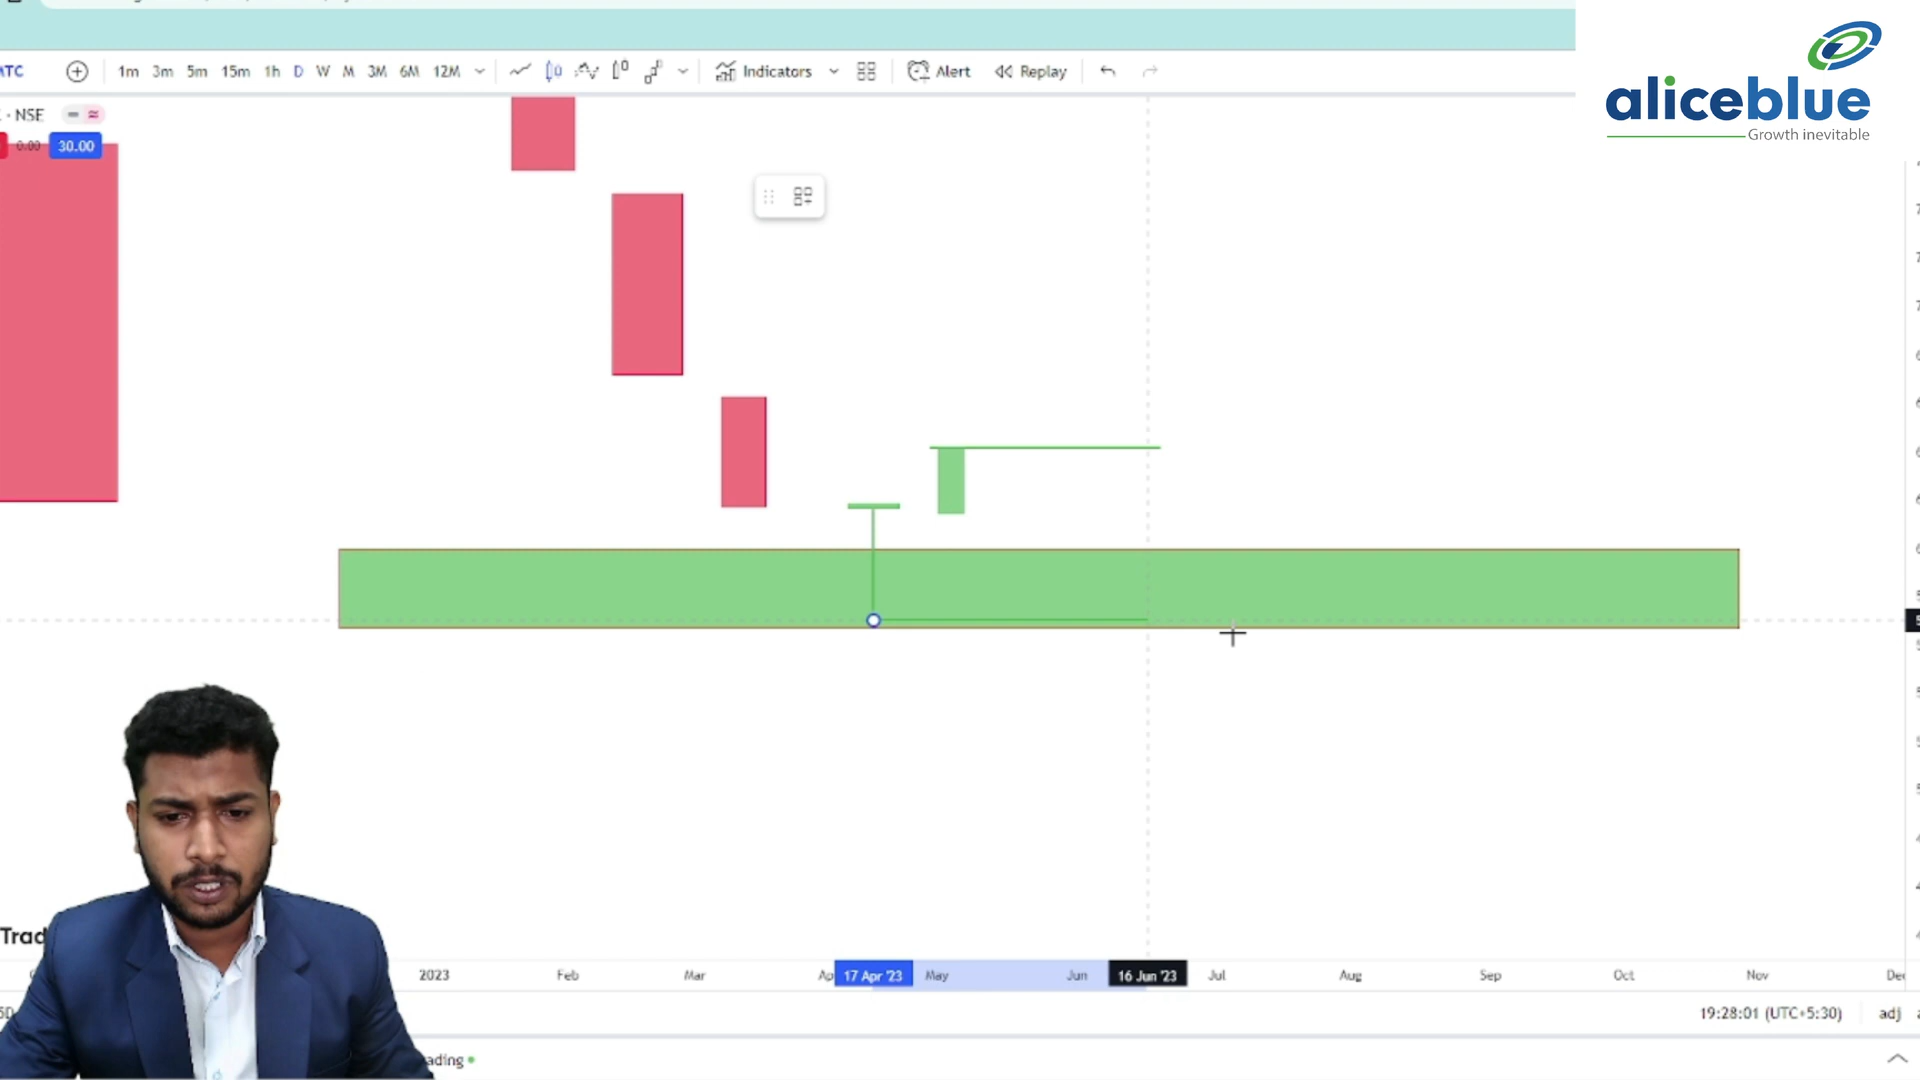 1m 3m 5m 15m 1h D W M 3M 6M 12M Indicators Alert Replay
aliceblue
Growth inevitable
· NSE
0.00 30.00
2023 Feb Mar 17 Apr '23 May Jun 16 Jun '23 Jul Aug Sep Oct Nov
19:28:01 (UTC+5:30) adj